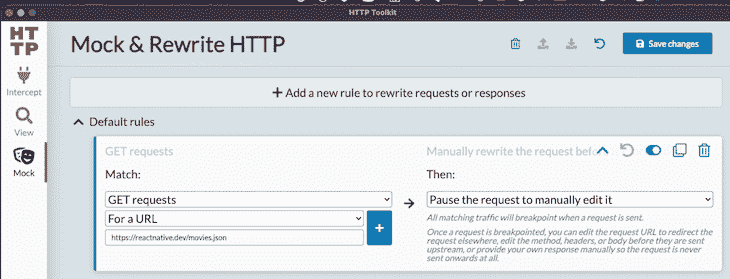 HTTP Toolkit
HT
TP
Mock & Rewrite HTTP
Save changes
Intercept
+ Add a new rule to rewrite requests or responses
View
Default rules
Mock
GET requests
Manually rewrite the request bef
Match:
Then:
GET requests
Pause the request to manually edit it
For a URL
+
https://reactnative.dev/movies.json
All matching traffic will breakpoint when a request is sent.
Once a request is breakpointed, you can edit the request URL to redirect the
request elsewhere, edit the method, headers, or body before they are sent
upstream, or provide your own response manually so the request is never
sent onwards at all.